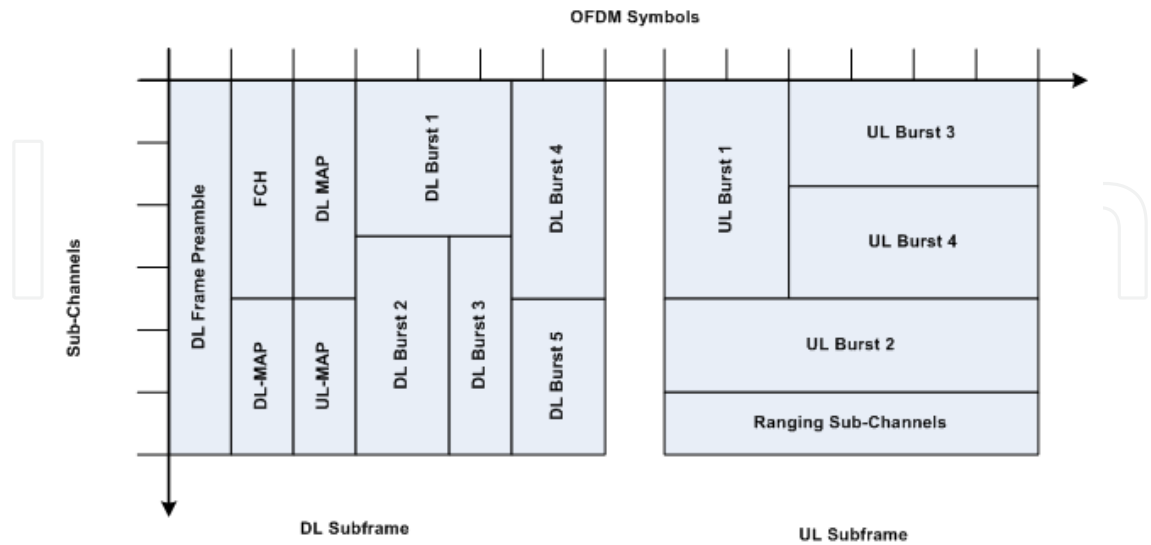 OFDM Symbols
Sub-Channels
DL Frame Preamble
FCH
DL-MAP
DL MAP
UL-MAP
DL Burst 1
DL Burst 2
DL Burst 3
DL Burst 4
DL Burst 5
UL Burst 1
UL Burst 3
UL Burst 4
UL Burst 2
Ranging Sub-Channels
DL Subframe
UL Subframe